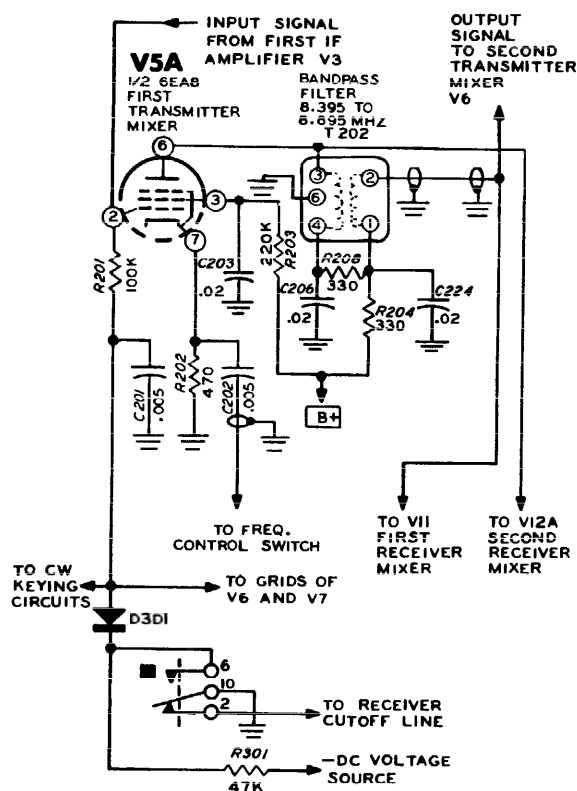 INPUT SIGNAL
FROM FIRST IF
AMPLIFIER V3
OUTPUT
SIGNAL
TO SECOND
TRANSMITTER
MIXER
V6
V5A
1/2 6EA8
FIRST
TRANSMITTER
MIXER
BANDPASS
FILTER
8.395 TO
8.895 MHZ
T 202
6
3
2
7
3
6
4
2
1
R201
100K
C203
.02
220K
R203
R208
330
C206
.02
R204
330
C224
.02
C201
.005
R202
470
C202
.005
B+
TO FREQ.
CONTROL SWITCH
TO V11
FIRST
RECEIVER
MIXER
TO V12A
SECOND
RECEIVER
MIXER
TO CW
KEYING
CIRCUITS
TO GRIDS OF
V6 AND V7
D3D1
6
10
2
TO RECEIVER
CUTOFF LINE
R301
47K
–DC VOLTAGE
SOURCE